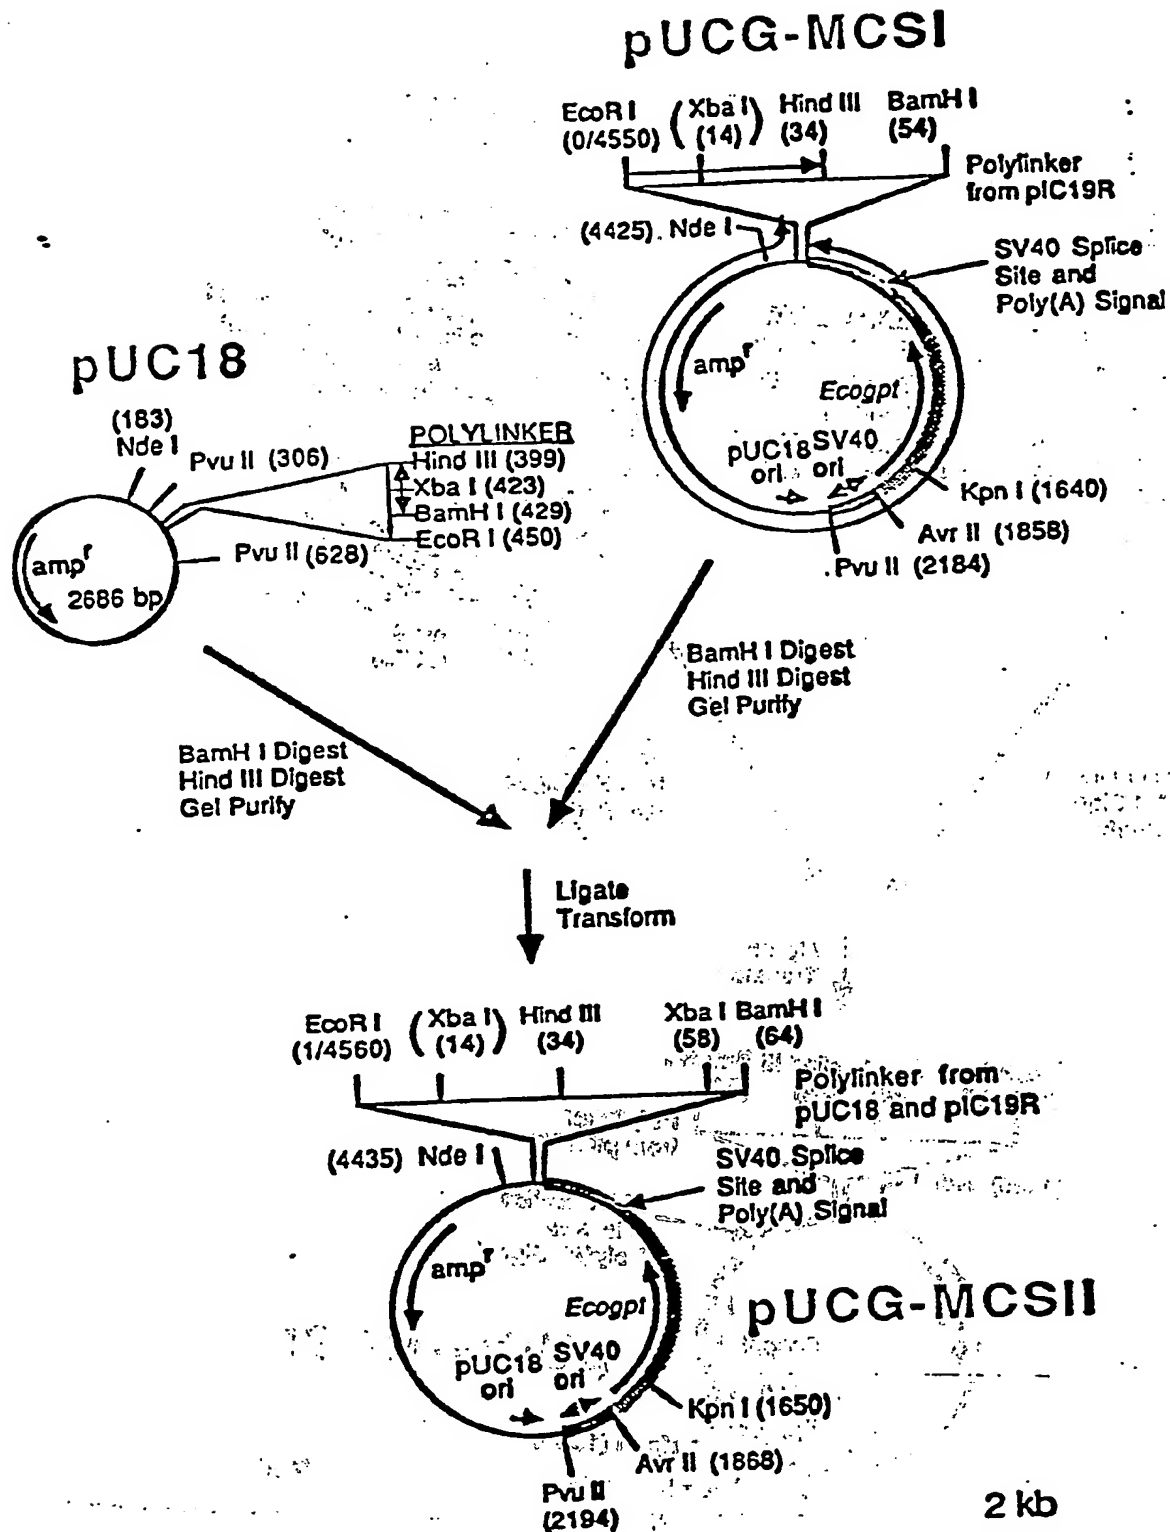 pUCG-MCSI
EcoR I (Xba I) Hind III BamH I
(0/4550) (14) (34) (54)
Polylinker
from pIC19R
(4425) Nde I
SV40 Splice
Site and
Poly(A) Signal
amp^r
Ecogpt
pUC18 SV40
ori ori
Kpn I (1640)
Avr II (1858)
Pvu II (2184)
pUC18
(183)
Nde I
Pvu II (306)
POLYLINKER
Hind III (399)
Xba I (423)
BamH I (429)
EcoR I (450)
Pvu II (628)
amp^r
2686 bp
BamH I Digest
Hind III Digest
Gel Purify
BamH I Digest
Hind III Digest
Gel Purify
Ligate
Transform
EcoR I (Xba I) Hind III Xba I BamH I
(1/4560) (14) (34) (58) (64)
Polylinker from
pUC18 and pIC19R
(4435) Nde I
SV40 Splice
Site and
Poly(A) Signal
amp^r
Ecogpt
pUCG-MCSII
pUC18 SV40
ori ori
Kpn I (1650)
Avr II (1868)
Pvu II
(2194)
2 kb